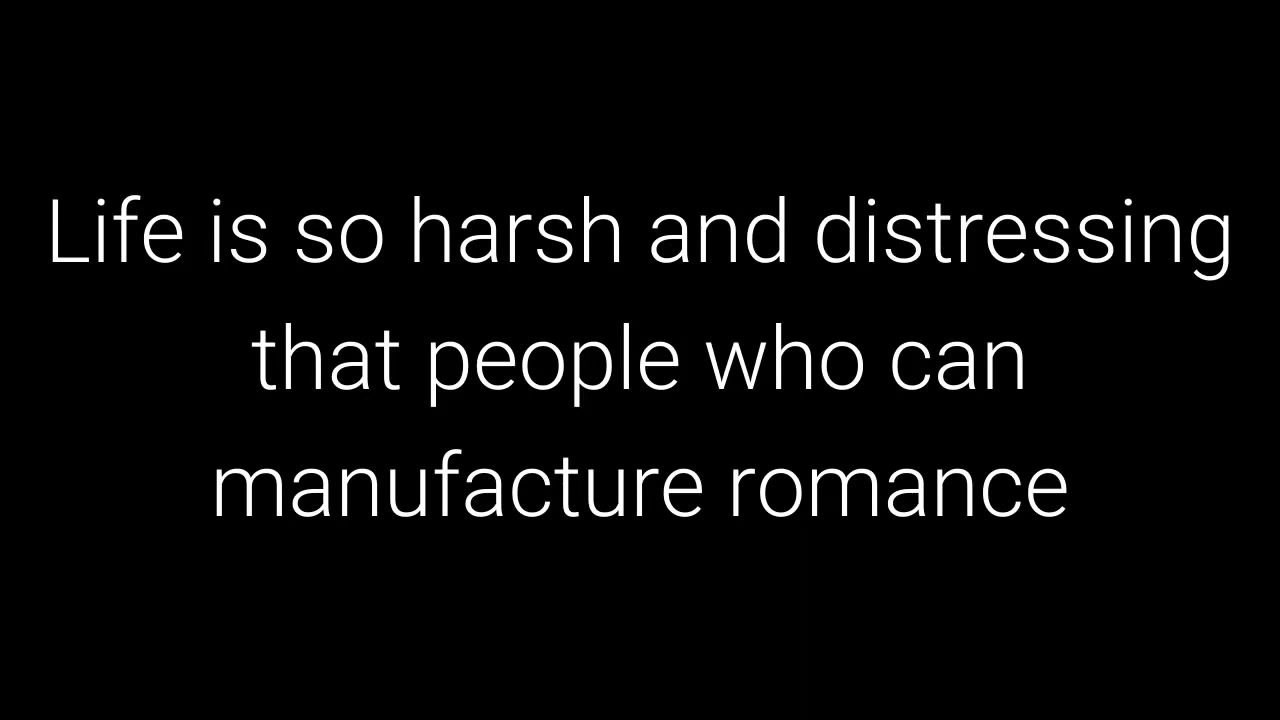 Life is so harsh and distressing
that people who can
manufacture romance